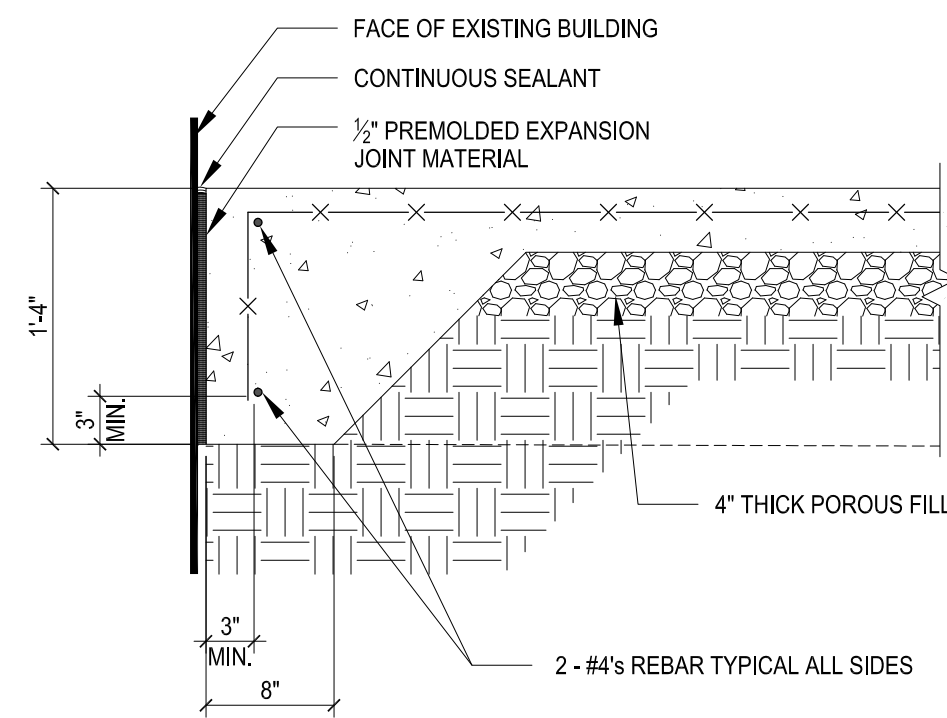 FACE OF EXISTING BUILDING
CONTINUOUS SEALANT
½" PREMOLDED EXPANSION
JOINT MATERIAL
1'-4"
3"
MIN.
4" THICK POROUS FILL
3"
MIN.
2 - #4's REBAR TYPICAL ALL SIDES
8"